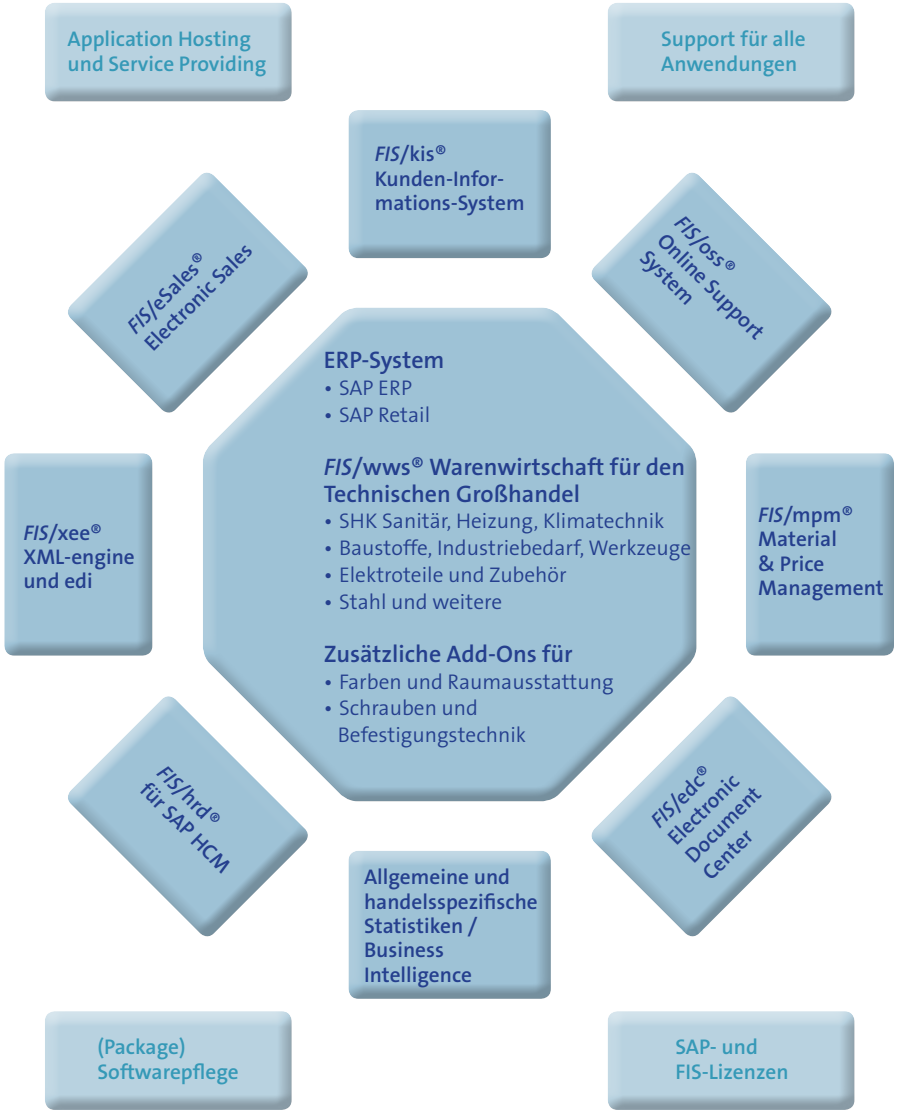 Application Hosting
und Service Providing
Support für alle
Anwendungen
FIS/kis®
Kunden-Infor-
mations-System
FIS/eSales®
Electronic Sales
FIS/oss®
Online Support
System
ERP-System
• SAP ERP
• SAP Retail
FIS/wws® Warenwirtschaft für den
Technischen Großhandel
• SHK Sanitär, Heizung, Klimatechnik
• Baustoffe, Industriebedarf, Werkzeuge
• Elektroteile und Zubehör
• Stahl und weitere
Zusätzliche Add-Ons für
• Farben und Raumausstattung
• Schrauben und
Befestigungstechnik
FIS/xee®
XML-engine
und edi
FIS/mpm®
Material
& Price
Management
FIS/hrd®
für SAP HCM
FIS/edc®
Electronic
Document
Center
Allgemeine und
handelsspezifische
Statistiken /
Business
Intelligence
(Package)
Softwarepflege
SAP- und
FIS-Lizenzen